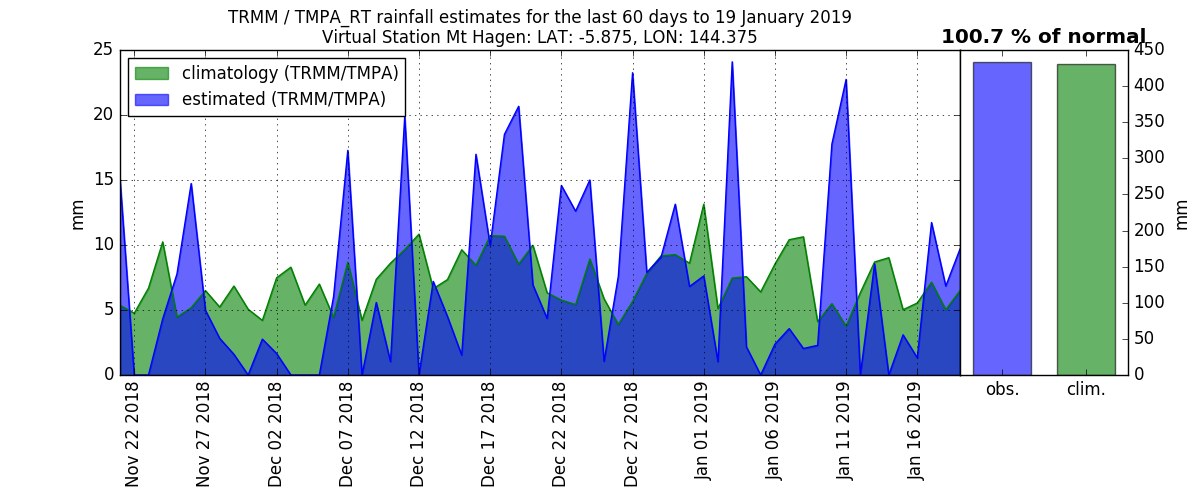 TRMM / TMPA_RT rainfall estimates for the last 60 days to 19 January 2019
Virtual Station Mt Hagen: LAT: -5.875, LON: 144.375
100.7 % of normal
climatology (TRMM/TMPA)
estimated (TRMM/TMPA)
25
20
15
10
5
0
mm
450
400
350
300
250
200
150
100
50
0
mm
Nov 22 2018
Nov 27 2018
Dec 02 2018
Dec 07 2018
Dec 12 2018
Dec 17 2018
Dec 22 2018
Dec 27 2018
Jan 01 2019
Jan 06 2019
Jan 11 2019
Jan 16 2019
obs.
clim.